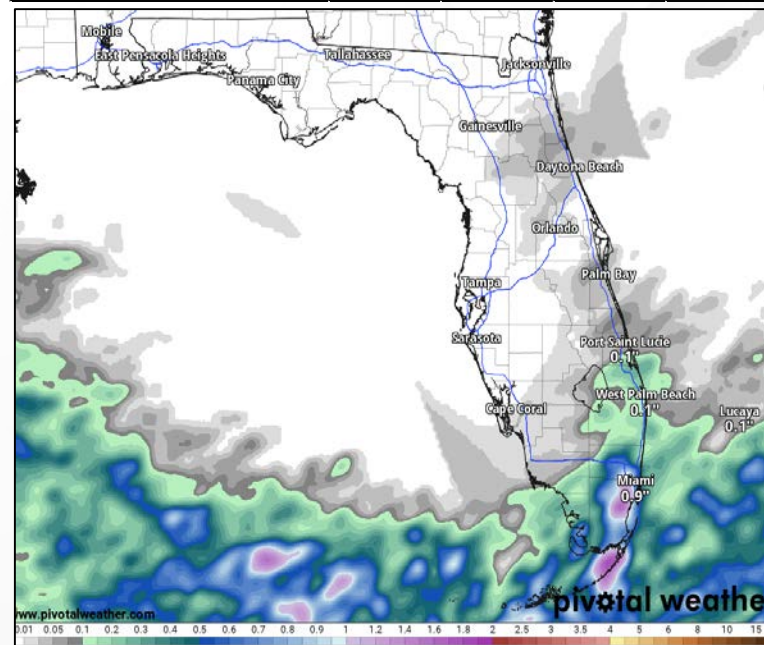 Mobile
East Pensacola Heights
Tallahassee
Jacksonville
Panama City
Gainesville
Daytona Beach
Orlando
Palm Bay
Tampa
Sarasota
Port Saint Lucie
0.1"
West Palm Beach
0.1"
Cape Coral
Lucaya
0.1"
Miami
0.9"
www.pivotalweather.com
pivotal weathe
0.01 0.05 0.1 0.2 0.3 0.4 0.5 0.6 0.7 0.8 0.9 1 1.2 1.4 1.6 1.8 2 2.5 3 3.5 4 5 6 8 10 15